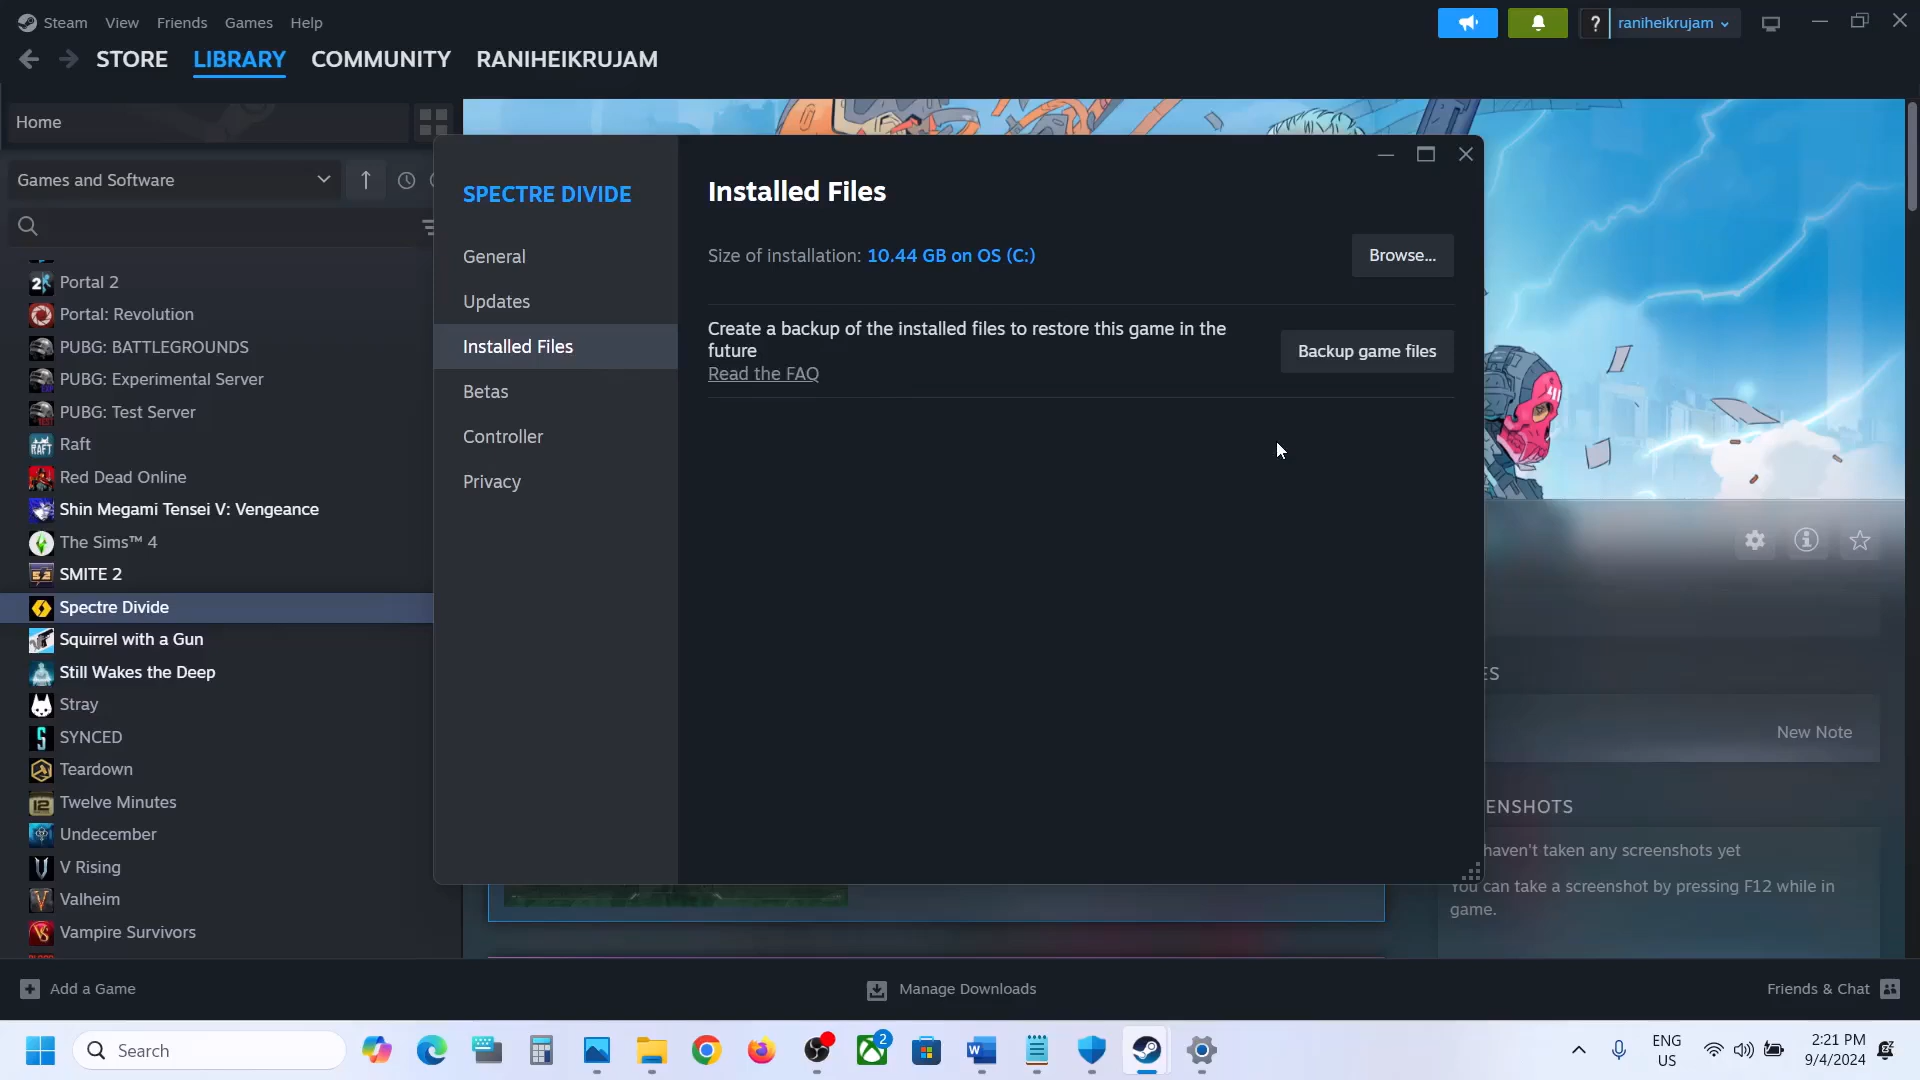 Steam View Friends Games Help
? raniheikrujam
STORE LIBRARY COMMUNITY RANIHEIKRUJAM
Home
Games and Software
Portal 2
Portal: Revolution
PUBG: BATTLEGROUNDS
PUBG: Experimental Server
PUBG: Test Server
Raft
Red Dead Online
Shin Megami Tensei V: Vengeance
The Sims™ 4
SMITE 2
Spectre Divide
Squirrel with a Gun
Still Wakes the Deep
Stray
SYNCED
Teardown
Twelve Minutes
Undecember
V Rising
Valheim
Vampire Survivors
SPECTRE DIVIDE
General
Updates
Installed Files
Betas
Controller
Privacy
Installed Files
Size of installation: 10.44 GB on OS (C:)
Browse...
Create a backup of the installed files to restore this game in the
future
Read the FAQ
Backup game files
ES
New Note
ENSHOTS
haven't taken any screenshots yet
You can take a screenshot by pressing F12 while in
game.
Add a Game
Manage Downloads
Friends & Chat
Search
2
ENG
US
2:21 PM
9/4/2024